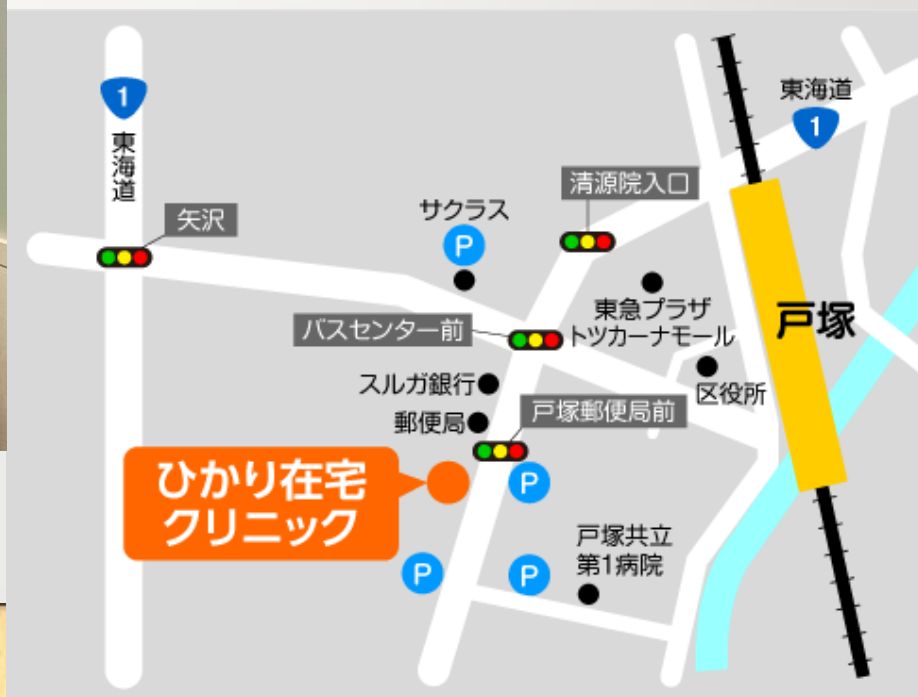 1
東海道
矢沢
サクラス
P
清源院入口
東海道
1
バスセンター前
東急プラザ
トツカーナモール
戸塚
区役所
スルガ銀行
郵便局
戸塚郵便局前
ひかり在宅
クリニック
P
P
P
戸塚共立
第1病院